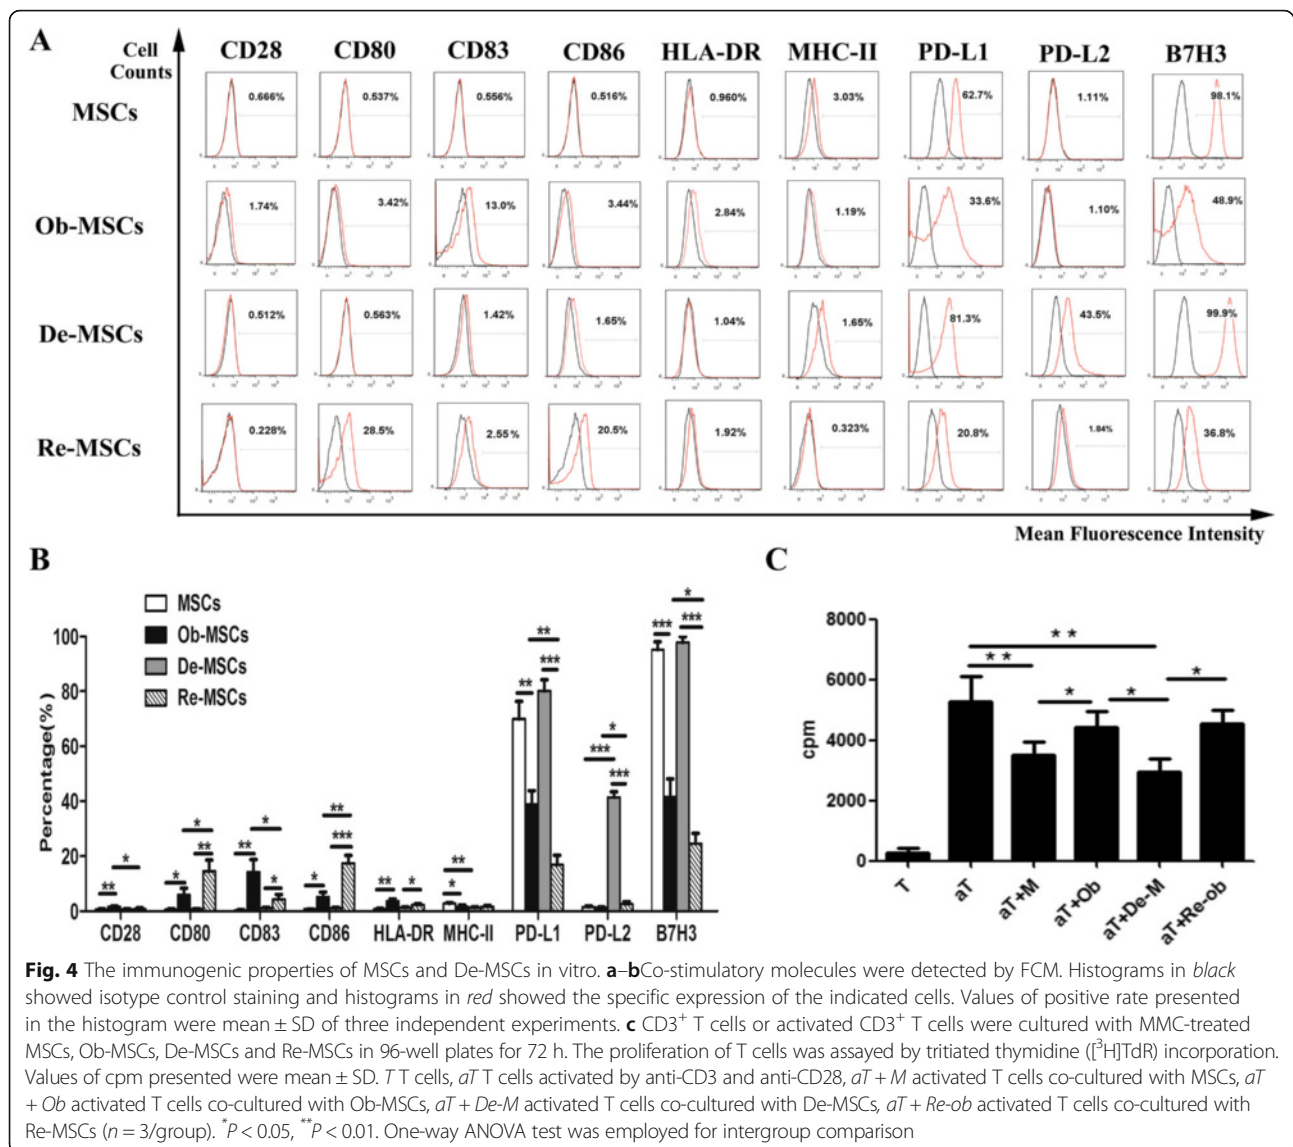 A
Cell Counts
CD28 CD80 CD83 CD86 HLA-DR MHC-II PD-L1 PD-L2 B7H3
MSCs 0.666% 0.537% 0.556% 0.516% 0.960% 3.03% 62.7% 1.11% 98.1%
Ob-MSCs 1.74% 3.42% 13.0% 3.44% 2.84% 1.19% 33.6% 1.10% 48.9%
De-MSCs 0.512% 0.563% 1.42% 1.65% 1.04% 1.65% 81.3% 43.5% 99.9%
Re-MSCs 0.228% 28.5% 2.55% 20.5% 1.92% 0.323% 20.8% 1.84% 36.8%
Mean Fluorescence Intensity
B
MSCs
Ob-MSCs
De-MSCs
Re-MSCs
Percentage(%)
100
80
60
40
20
0
** * * ** * ** ** * * * ** *** ** * * ** ** ** *** *** * *** *** * ***
CD28 CD80 CD83 CD86 HLA-DR MHC-II PD-L1 PD-L2 B7H3
C
cpm
8000
6000
4000
2000
0
** ** * * *
T aT aT+M aT+Ob aT+De-M aT+Re-ob
Fig. 4 The immunogenic properties of MSCs and De-MSCs in vitro. a–bCo-stimulatory molecules were detected by FCM. Histograms in black
showed isotype control staining and histograms in red showed the specific expression of the indicated cells. Values of positive rate presented
in the histogram were mean ± SD of three independent experiments. c CD3+ T cells or activated CD3+ T cells were cultured with MMC-treated
MSCs, Ob-MSCs, De-MSCs and Re-MSCs in 96-well plates for 72 h. The proliferation of T cells was assayed by tritiated thymidine ([3H]TdR) incorporation.
Values of cpm presented were mean ± SD. T T cells, aT T cells activated by anti-CD3 and anti-CD28, aT + M activated T cells co-cultured with MSCs, aT
+ Ob activated T cells co-cultured with Ob-MSCs, aT + De-M activated T cells co-cultured with De-MSCs, aT + Re-ob activated T cells co-cultured with
Re-MSCs (n = 3/group). *P < 0.05, **P < 0.01. One-way ANOVA test was employed for intergroup comparison